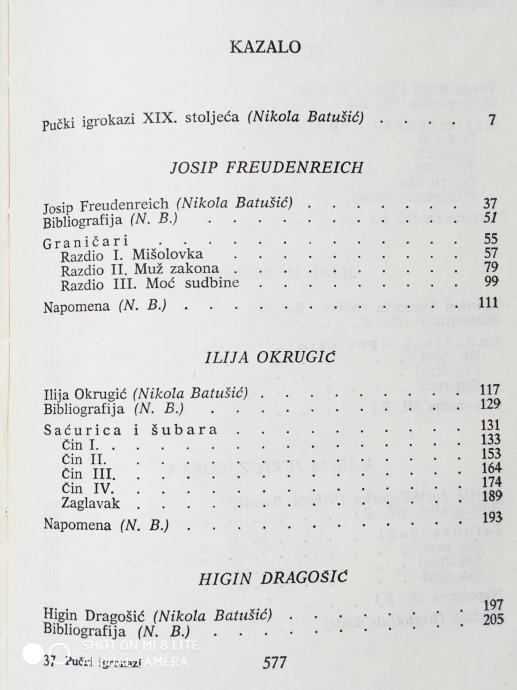 KAZALO
Pučki igrokazi XIX. stoljeća (Nikola Batušić) . . . . 7
JOSIP FREUDENREICH
Josip Freudenreich (Nikola Batušić) . . . . . . . 37
Bibliografija (N. B.) . . . . . . . . . . 51
Graničari . . . . . . . . . . . . 55
Razdio I. Mišolovka . . . . . . . . . 57
Razdio II. Muž zakona . . . . . . . . . 79
Razdio III. Moć sudbine . . . . . . . . 99
Napomena (N. B.) . . . . . . . . . . . 111
ILIJA OKRUGIĆ
Ilija Okrugić (Nikola Batušić) . . . . . . . . 117
Bibliografija (N. B.) . . . . . . . . . . 129
Saćurica i šubara . . . . . . . . . . 131
Čin I. . . . . . . . . . . . . . 133
Čin II. . . . . . . . . . . . . 153
Čin III. . . . . . . . . . . . . 164
Čin IV. . . . . . . . . . . . . 174
Zaglavak . . . . . . . . . . . . 189
Napomena (N. B.) . . . . . . . . . . . 193
HIGIN DRAGOŠIĆ
Higin Dragošić (Nikola Batušić) . . . . . . . 197
Bibliografija (N. B.) . . . . . . . . . . 205
SHOT ON MI 8 LITE
CAMERA
37 Pučki igrokazi 577